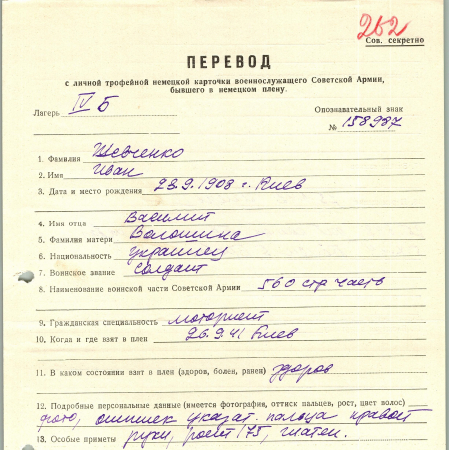 262
Сов. секретно
ПЕРЕВОД
с личной трофейной немецкой карточки военнослужащего Советской Армии,
бывшего в немецком плену.
Лагерь IV Б
Опознавательный знак
№ 158987
1. Фамилия Шевченко
2. Имя Иван
3. Дата и место рождения 23.9.1908 г. Киев
4. Имя отца Василий
5. Фамилия матери Волошина
6. Национальность украинец
7. Воинское звание солдат
8. Наименование воинской части Советской Армии 560 стр часть
9. Гражданская специальность моторист
10. Когда и где взят в плен 26.9.41 Киев
11. В каком состоянии взят в плен (здоров, болен, ранен) здоров
12. Подробные персональные данные (имеется фотография, оттиск пальцев, рост, цвет волос)
фото, оттиск указат. пальца правой
13. Особые приметы руки, рост 175,